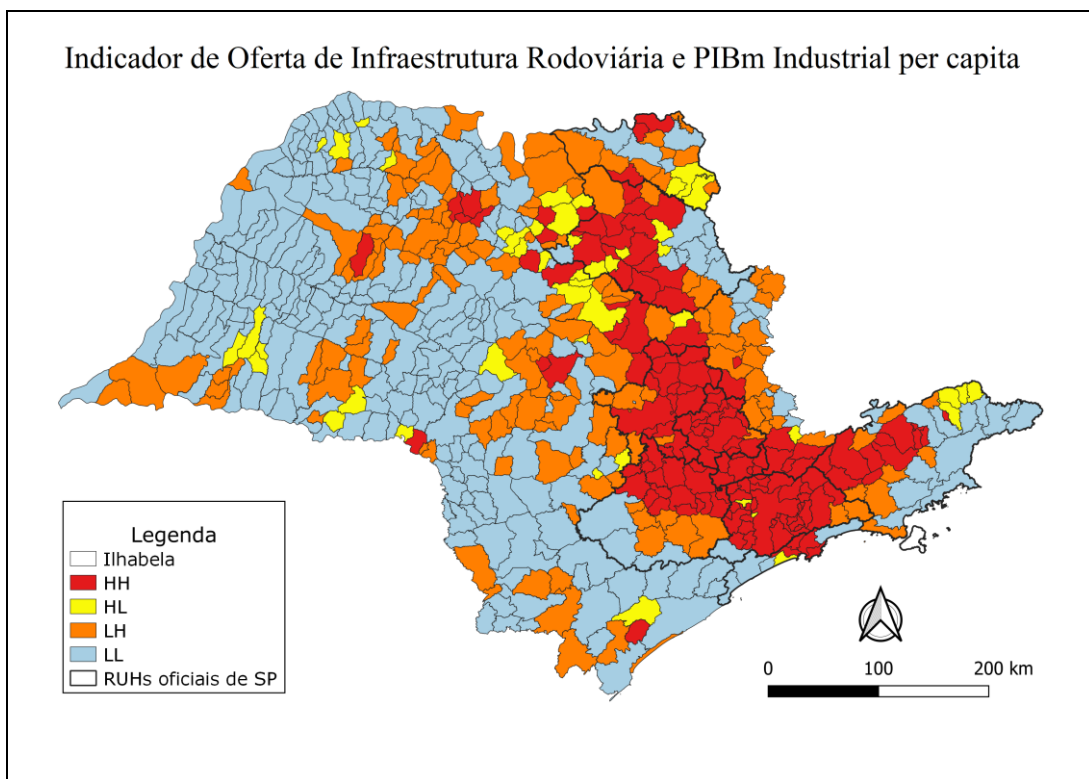 Indicador de Oferta de Infraestrutura Rodoviária e PIBm Industrial per capita
Legenda
Ilhabela
HH
HL
LH
LL
RUHs oficiais de SP
0 100 200 km